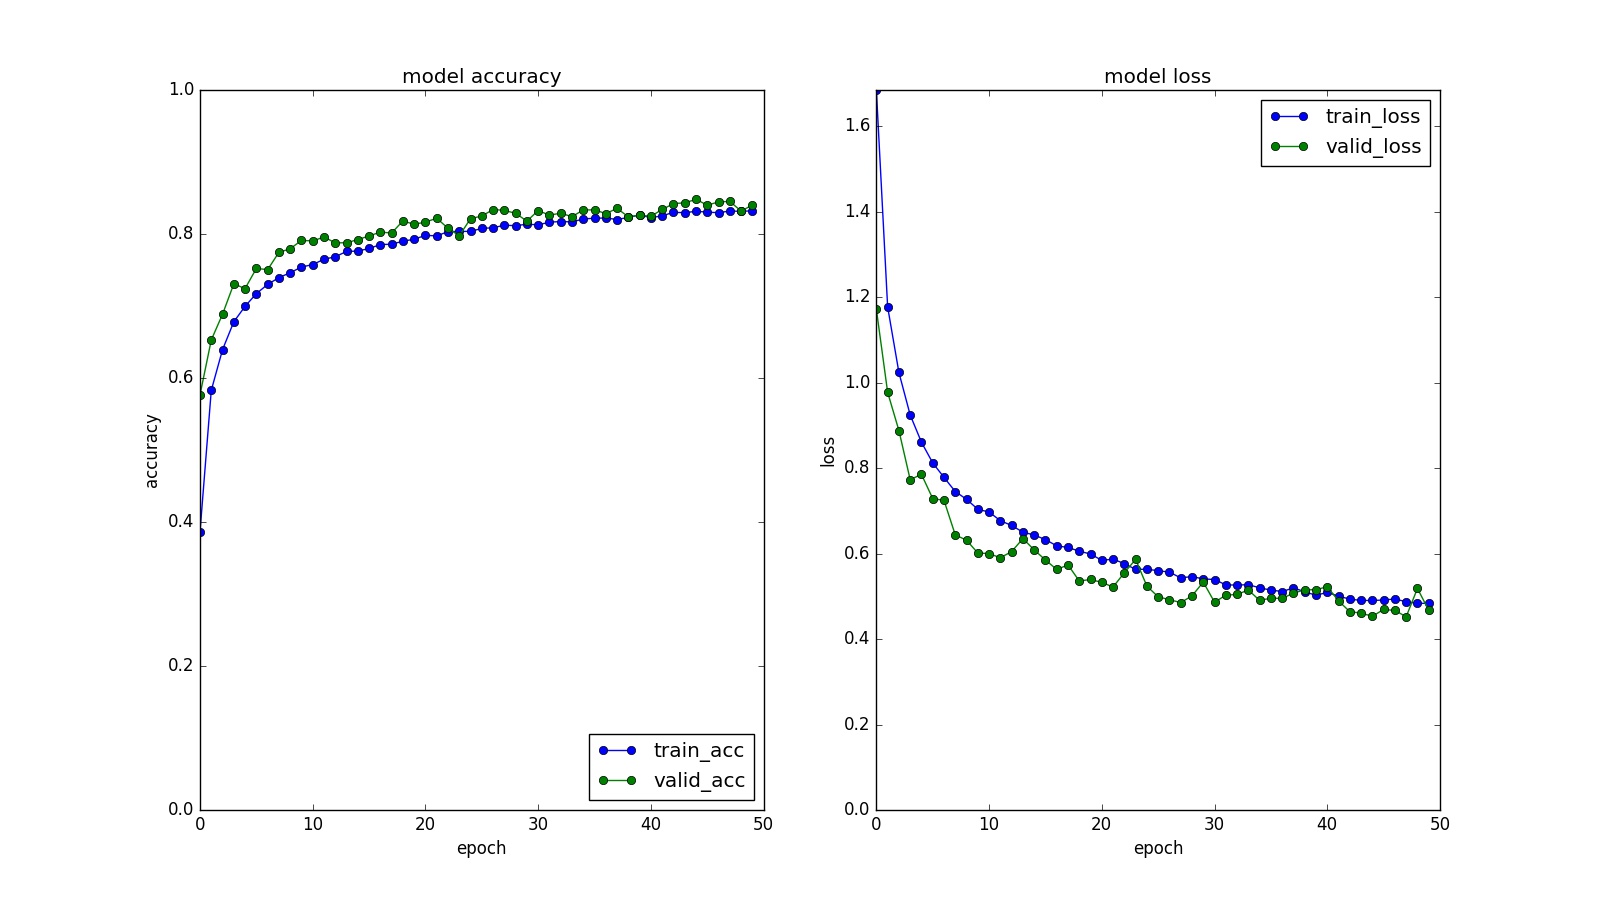 model accuracy
1.0
0.8
0.6
0.4
0.2
0.0
accuracy
0 10 20 30 40 50
epoch
train_acc
valid_acc
model loss
1.6
1.4
1.2
1.0
0.8
0.6
0.4
0.2
0.0
loss
0 10 20 30 40 50
epoch
train_loss
valid_loss